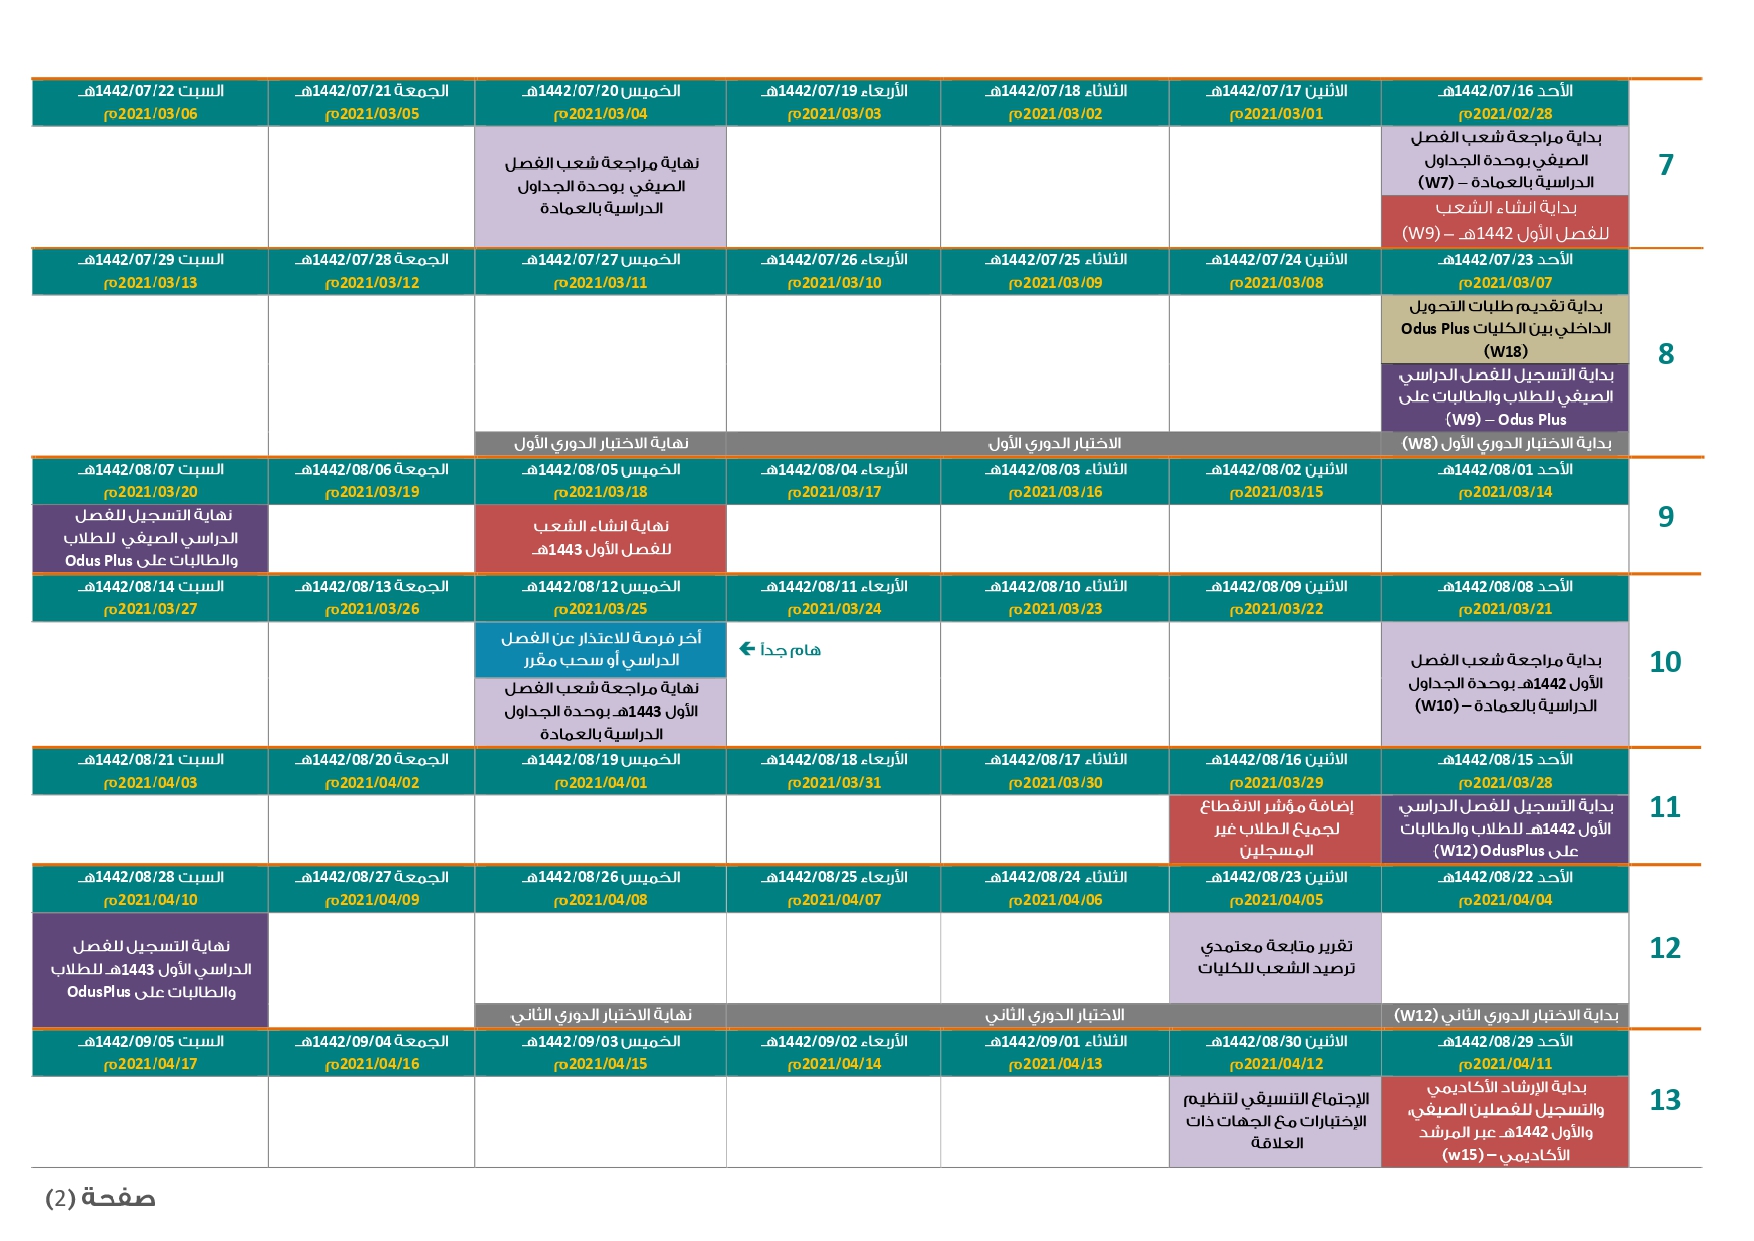 7
الأحد 1442/07/16هـ
2021/02/28م
الاثنين 1442/07/17هـ
2021/03/01م
الثلاثاء 1442/07/18هـ
2021/03/02م
الأربعاء 1442/07/19هـ
2021/03/03م
الخميس 1442/07/20هـ
2021/03/04م
الجمعة 1442/07/21هـ
2021/03/05م
السبت 1442/07/22هـ
2021/03/06م
بداية مراجعة شعب الفصل
الصيفي بوحدة الجداول
الدراسية بالعمادة – (W7)
بداية انشاء الشعب
للفصل الأول 1442هـ – (W9)
نهاية مراجعة شعب الفصل
الصيفي بوحدة الجداول
الدراسية بالعمادة
8
الأحد 1442/07/23هـ
2021/03/07م
الاثنين 1442/07/24هـ
2021/03/08م
الثلاثاء 1442/07/25هـ
2021/03/09م
الأربعاء 1442/07/26هـ
2021/03/10م
الخميس 1442/07/27هـ
2021/03/11م
الجمعة 1442/07/28هـ
2021/03/12م
السبت 1442/07/29هـ
2021/03/13م
بداية تقديم طلبات التحويل
الداخلي بين الكليات Odus Plus
(W18)
بداية التسجيل للفصل الدراسي
الصيفي للطلاب والطالبات على
Odus Plus – (W9)
بداية الاختبار الدوري الأول (W8)
الاختبار الدوري الأول
نهاية الاختبار الدوري الأول
9
الأحد 1442/08/01هـ
2021/03/14م
الاثنين 1442/08/02هـ
2021/03/15م
الثلاثاء 1442/08/03هـ
2021/03/16م
الأربعاء 1442/08/04هـ
2021/03/17م
الخميس 1442/08/05هـ
2021/03/18م
الجمعة 1442/08/06هـ
2021/03/19م
السبت 1442/08/07هـ
2021/03/20م
نهاية انشاء الشعب
للفصل الأول 1443هـ
نهاية التسجيل للفصل
الدراسي الصيفي للطلاب
والطالبات على Odus Plus
10
الأحد 1442/08/08هـ
2021/03/21م
الاثنين 1442/08/09هـ
2021/03/22م
الثلاثاء 1442/08/10هـ
2021/03/23م
الأربعاء 1442/08/11هـ
2021/03/24م
الخميس 1442/08/12هـ
2021/03/25م
الجمعة 1442/08/13هـ
2021/03/26م
السبت 1442/08/14هـ
2021/03/27م
بداية مراجعة شعب الفصل
الأول 1442هـ بوحدة الجداول
الدراسية بالعمادة – (W10)
هام جداً ←
أخر فرصة للاعتذار عن الفصل
الدراسي أو سحب مقرر
نهاية مراجعة شعب الفصل
الأول 1443هـ بوحدة الجداول
الدراسية بالعمادة
11
الأحد 1442/08/15هـ
2021/03/28م
الاثنين 1442/08/16هـ
2021/03/29م
الثلاثاء 1442/08/17هـ
2021/03/30م
الأربعاء 1442/08/18هـ
2021/03/31م
الخميس 1442/08/19هـ
2021/04/01م
الجمعة 1442/08/20هـ
2021/04/02م
السبت 1442/08/21هـ
2021/04/03م
بداية التسجيل للفصل الدراسي
الأول 1442هـ للطلاب والطالبات
على OdusPlus (W12)
إضافة مؤشر الانقطاع
لجميع الطلاب غير
المسجلين
12
الأحد 1442/08/22هـ
2021/04/04م
الاثنين 1442/08/23هـ
2021/04/05م
الثلاثاء 1442/08/24هـ
2021/04/06م
الأربعاء 1442/08/25هـ
2021/04/07م
الخميس 1442/08/26هـ
2021/04/08م
الجمعة 1442/08/27هـ
2021/04/09م
السبت 1442/08/28هـ
2021/04/10م
تقرير متابعة معتمدي
ترصيد الشعب للكليات
نهاية التسجيل للفصل
الدراسي الأول 1443هـ للطلاب
والطالبات على OdusPlus
بداية الاختبار الدوري الثاني (W12)
الاختبار الدوري الثاني
نهاية الاختبار الدوري الثاني
13
الأحد 1442/08/29هـ
2021/04/11م
الاثنين 1442/08/30هـ
2021/04/12م
الثلاثاء 1442/09/01هـ
2021/04/13م
الأربعاء 1442/09/02هـ
2021/04/14م
الخميس 1442/09/03هـ
2021/04/15م
الجمعة 1442/09/04هـ
2021/04/16م
السبت 1442/09/05هـ
2021/04/17م
بداية الإرشاد الأكاديمي
والتسجيل للفصلين الصيفي،
والأول 1442هـ عبر المرشد
الأكاديمي – (w15)
الإجتماع التنسيقي لتنظيم
الإختبارات مع الجهات ذات
العلاقة
صفحة (2)